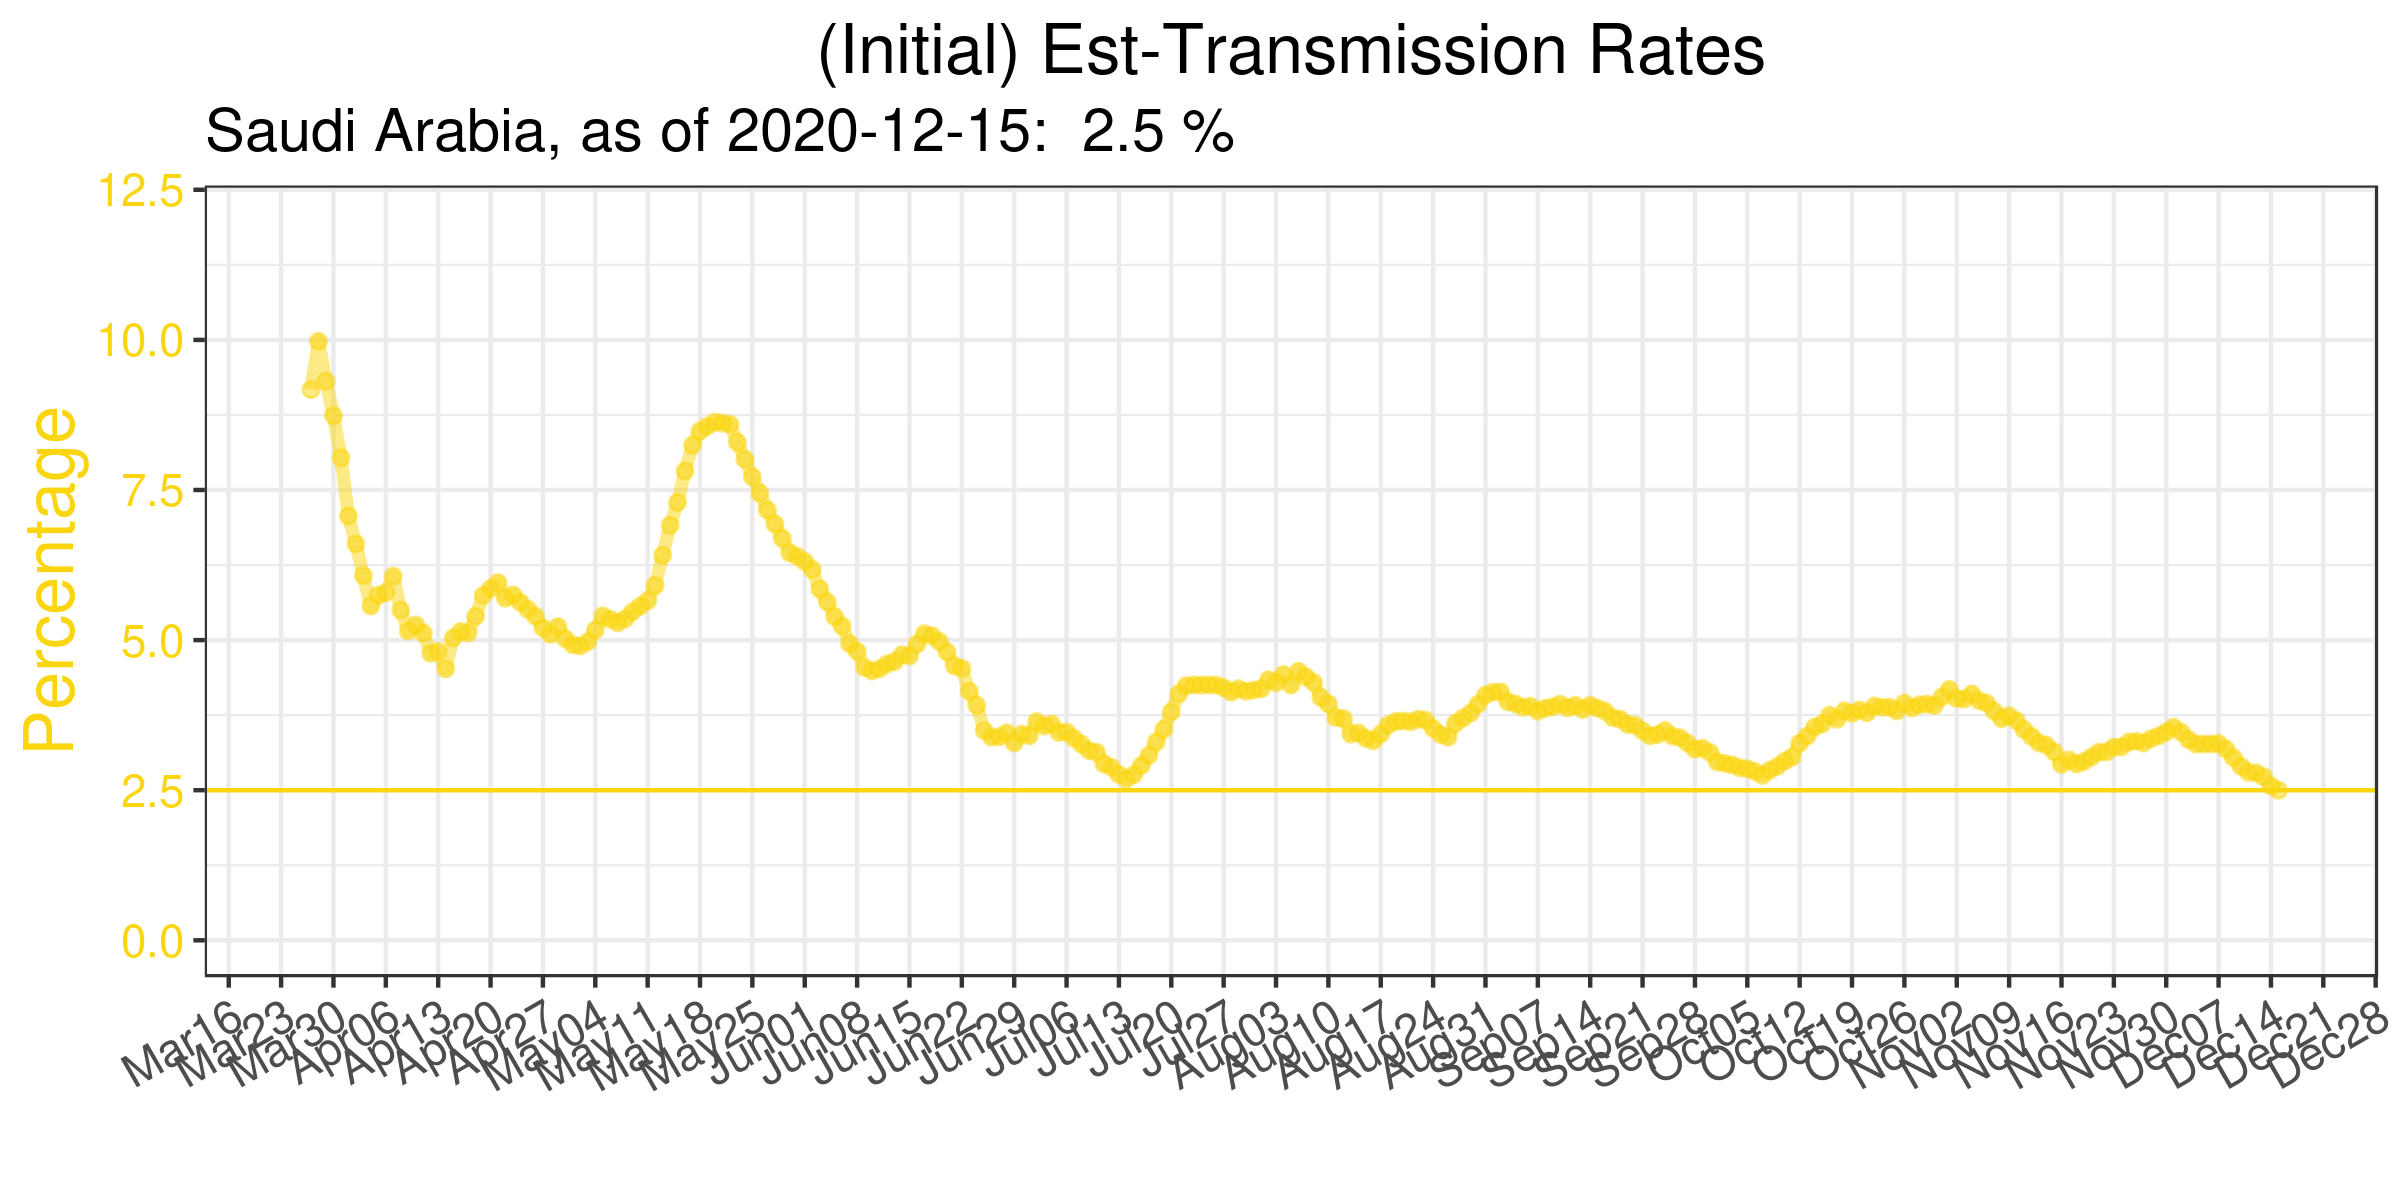 (Initial) Est-Transmission Rates
Saudi Arabia, as of 2020-12-15:  2.5 %
Percentage
12.5
10.0
7.5
5.0
2.5
0.0
Mar16
Mar23
Mar30
Apr06
Apr13
Apr20
Apr27
May04
May11
May18
May25
Jun01
Jun08
Jun15
Jun22
Jun29
Jul06
Jul13
Jul20
Jul27
Aug03
Aug10
Aug17
Aug24
Aug31
Sep07
Sep14
Sep21
Sep28
Oct05
Oct12
Oct19
Oct26
Nov02
Nov09
Nov16
Nov23
Nov30
Dec07
Dec14
Dec21
Dec28